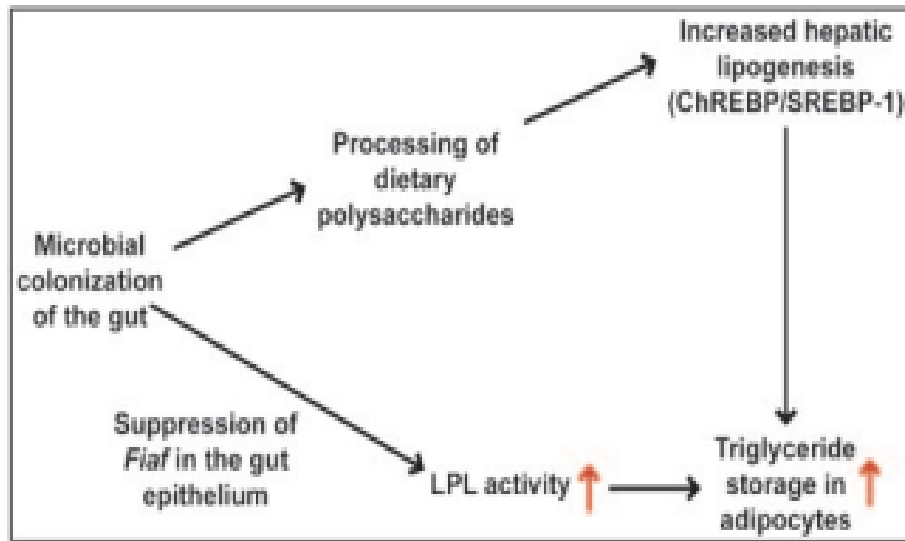 Increased hepatic
lipogenesis
(ChREBP/SREBP-1)
Processing of
dietary
polysaccharides
Microbial
colonization
of the gut
Suppression of
Fiaf in the gut
epithelium
LPL activity
Triglyceride
storage in
adipocytes